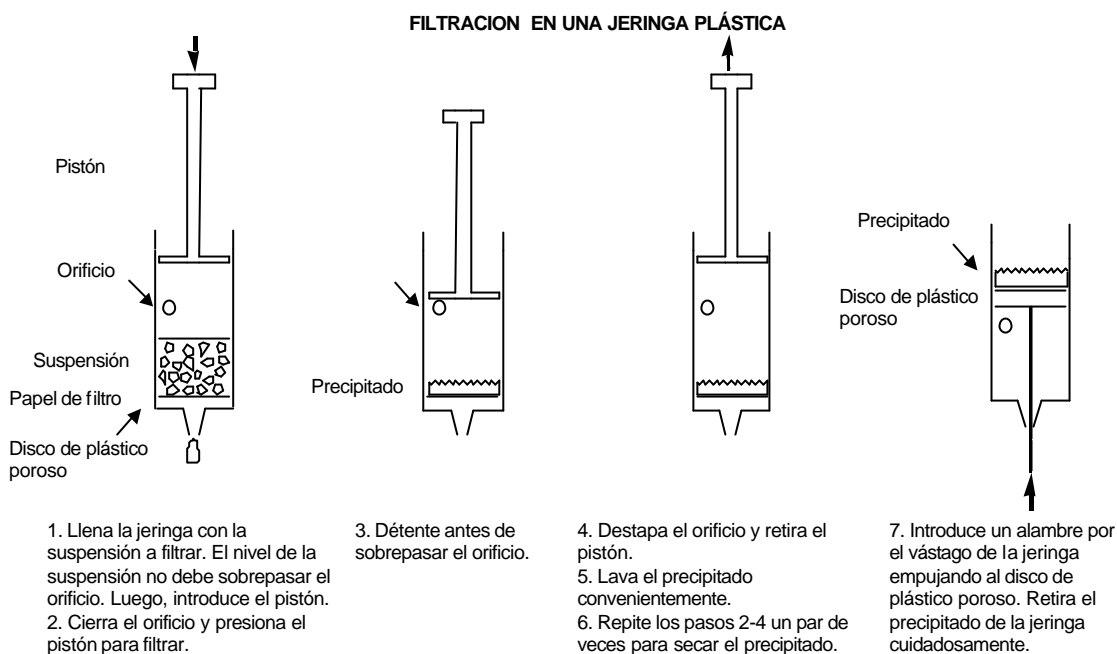 FILTRACION EN UNA JERINGA PLÁSTICA
Pistón
Orificio
Suspensión
Papel de filtro
Disco de plástico
poroso
Precipitado
Precipitado
Disco de plástico
poroso
1. Llena la jeringa con la
suspensión a filtrar. El nivel de la
suspensión no debe sobrepasar el
orificio. Luego, introduce el pistón.
2. Cierra el orificio y presiona el
pistón para filtrar.
3. Détente antes de
sobrepasar el orificio.
4. Destapa el orificio y retira el
pistón.
5. Lava el precipitado
convenientemente.
6. Repite los pasos 2-4 un par de
veces para secar el precipitado.
7. Introduce un alambre por
el vástago de la jeringa
empujando al disco de
plástico poroso. Retira el
precipitado de la jeringa
cuidadosamente.